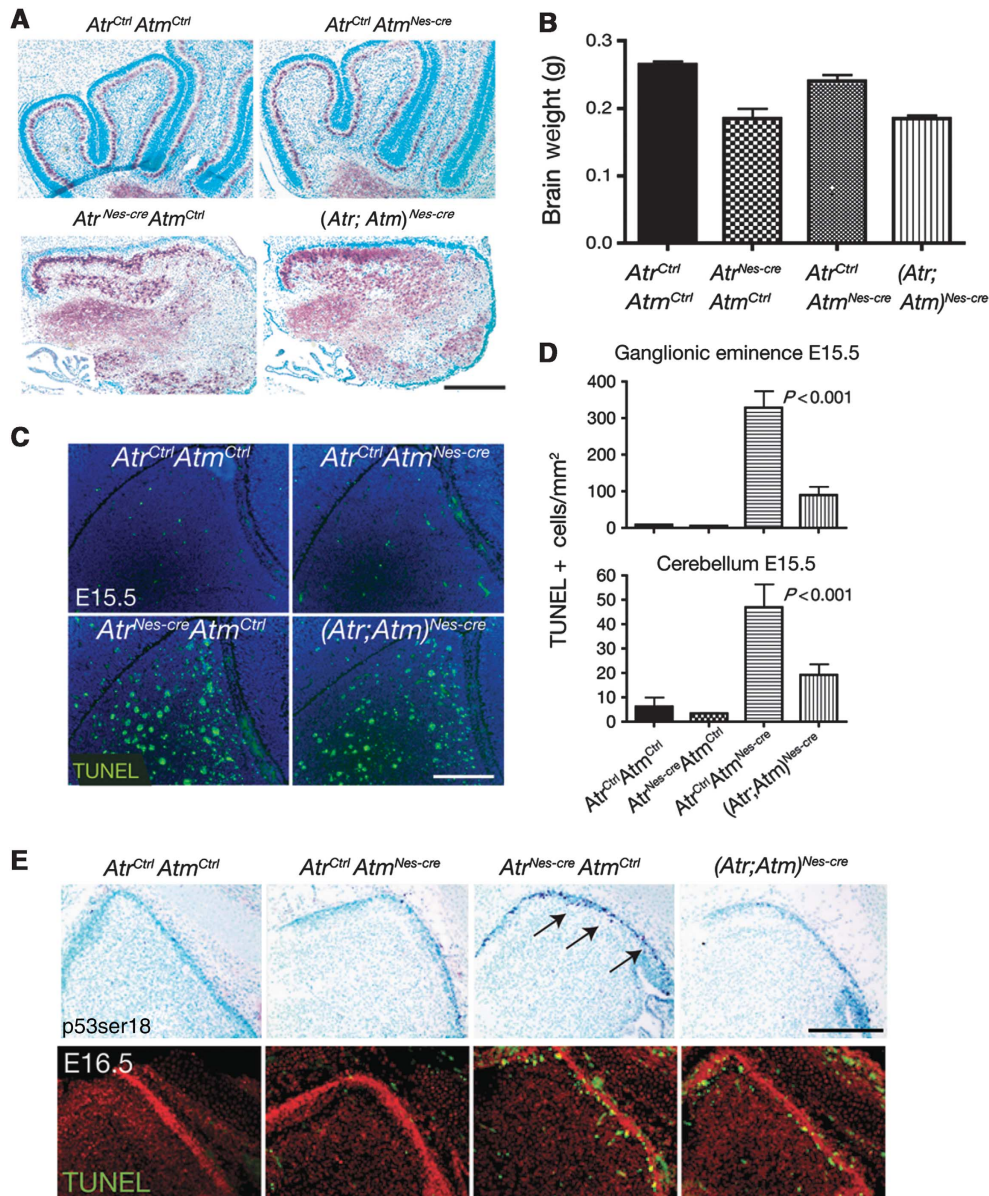 A
Atr^Ctrl Atm^Ctrl
Atr^Ctrl Atm^Nes-cre
Atr^Nes-cre Atm^Ctrl
(Atr; Atm)^Nes-cre
B
Brain weight (g)
0.3
0.2
0.1
0.0
Atr^Ctrl Atm^Ctrl
Atr^Nes-cre Atm^Ctrl
Atr^Ctrl Atm^Nes-cre
(Atr; Atm)^Nes-cre
C
Atr^Ctrl Atm^Ctrl
Atr^Ctrl Atm^Nes-cre
E15.5
Atr^Nes-cre Atm^Ctrl
(Atr;Atm)^Nes-cre
TUNEL
D
Ganglionic eminence E15.5
TUNEL + cells/mm²
400
300
200
100
0
P<0.001
Cerebellum E15.5
60
50
40
30
20
10
0
P<0.001
Atr^Ctrl Atm^Ctrl
Atr^Nes-cre Atm^Ctrl
Atr^Ctrl Atm^Nes-cre
(Atr;Atm)^Nes-cre
E
Atr^Ctrl Atm^Ctrl
Atr^Ctrl Atm^Nes-cre
Atr^Nes-cre Atm^Ctrl
(Atr;Atm)^Nes-cre
p53ser18
E16.5
TUNEL